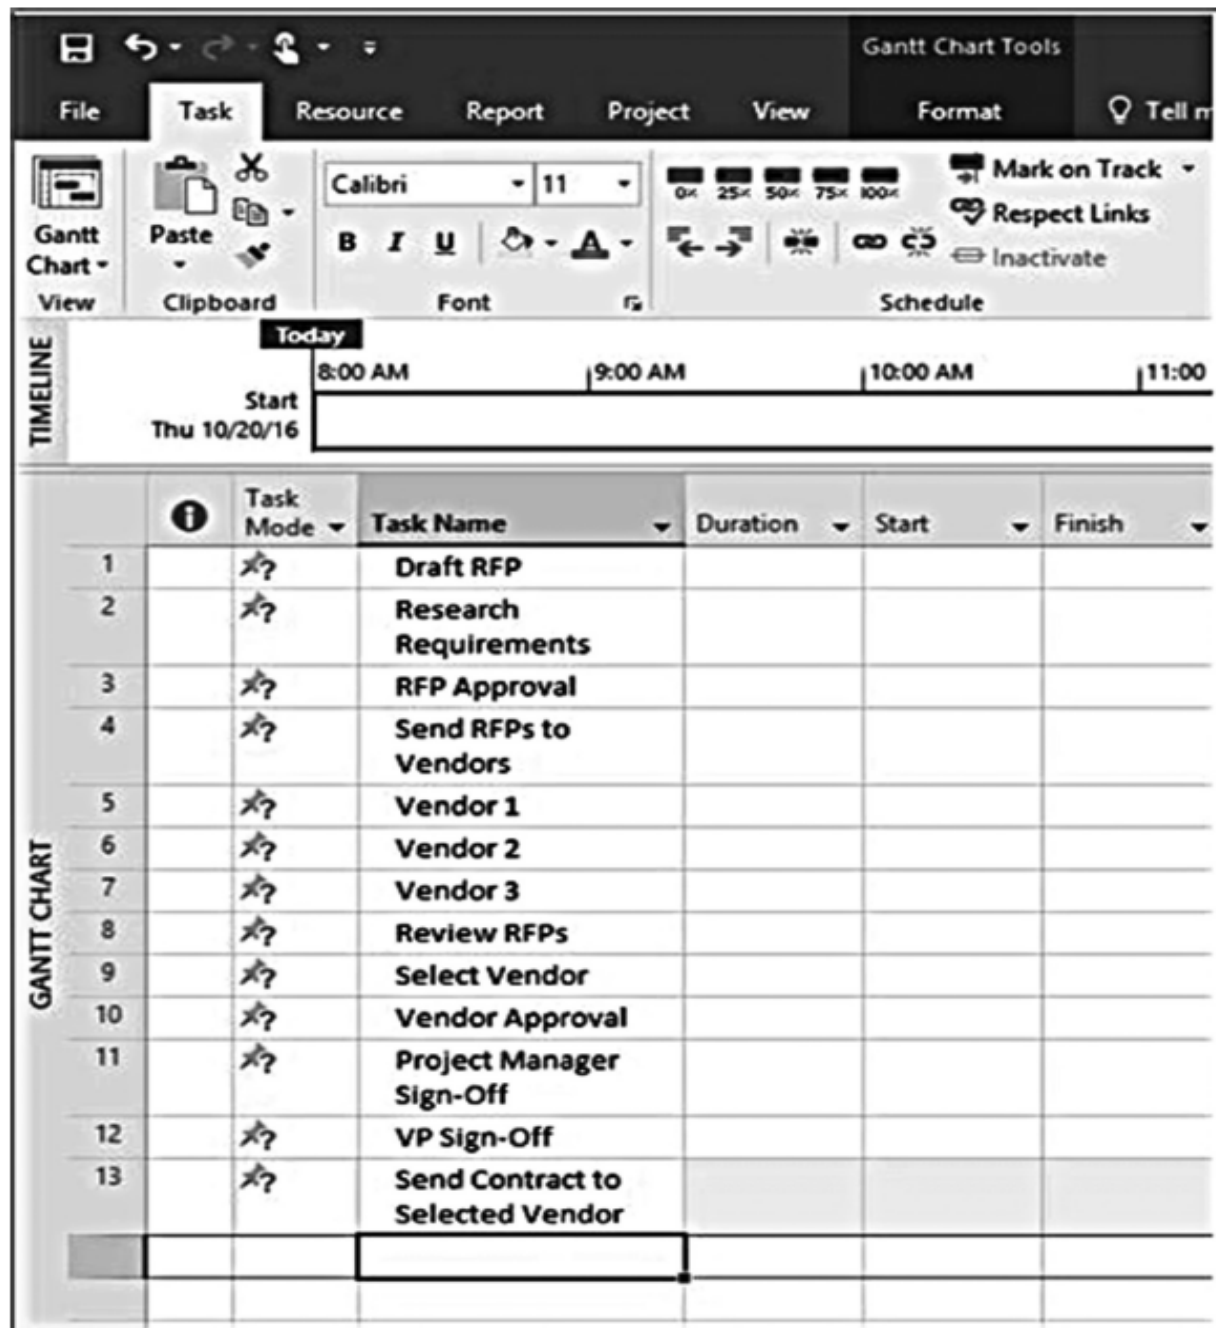 Gantt Chart Tools
File Task Resource Report Project View Format Tell m
Calibri 11
0% 25% 50% 75% 100%
Mark on Track
Respect Links
Inactivate
Gantt Chart
Paste
B I U A
View Clipboard Font Schedule
Today
TIMELINE
8:00 AM 9:00 AM 10:00 AM 11:00
Start
Thu 10/20/16
GANTT CHART
Task Mode Task Name Duration Start Finish
1 ? Draft RFP
2 ? Research
Requirements
3 ? RFP Approval
4 ? Send RFPs to
Vendors
5 ? Vendor 1
6 ? Vendor 2
7 ? Vendor 3
8 ? Review RFPs
9 ? Select Vendor
10 ? Vendor Approval
11 ? Project Manager
Sign-Off
12 ? VP Sign-Off
13 ? Send Contract to
Selected Vendor